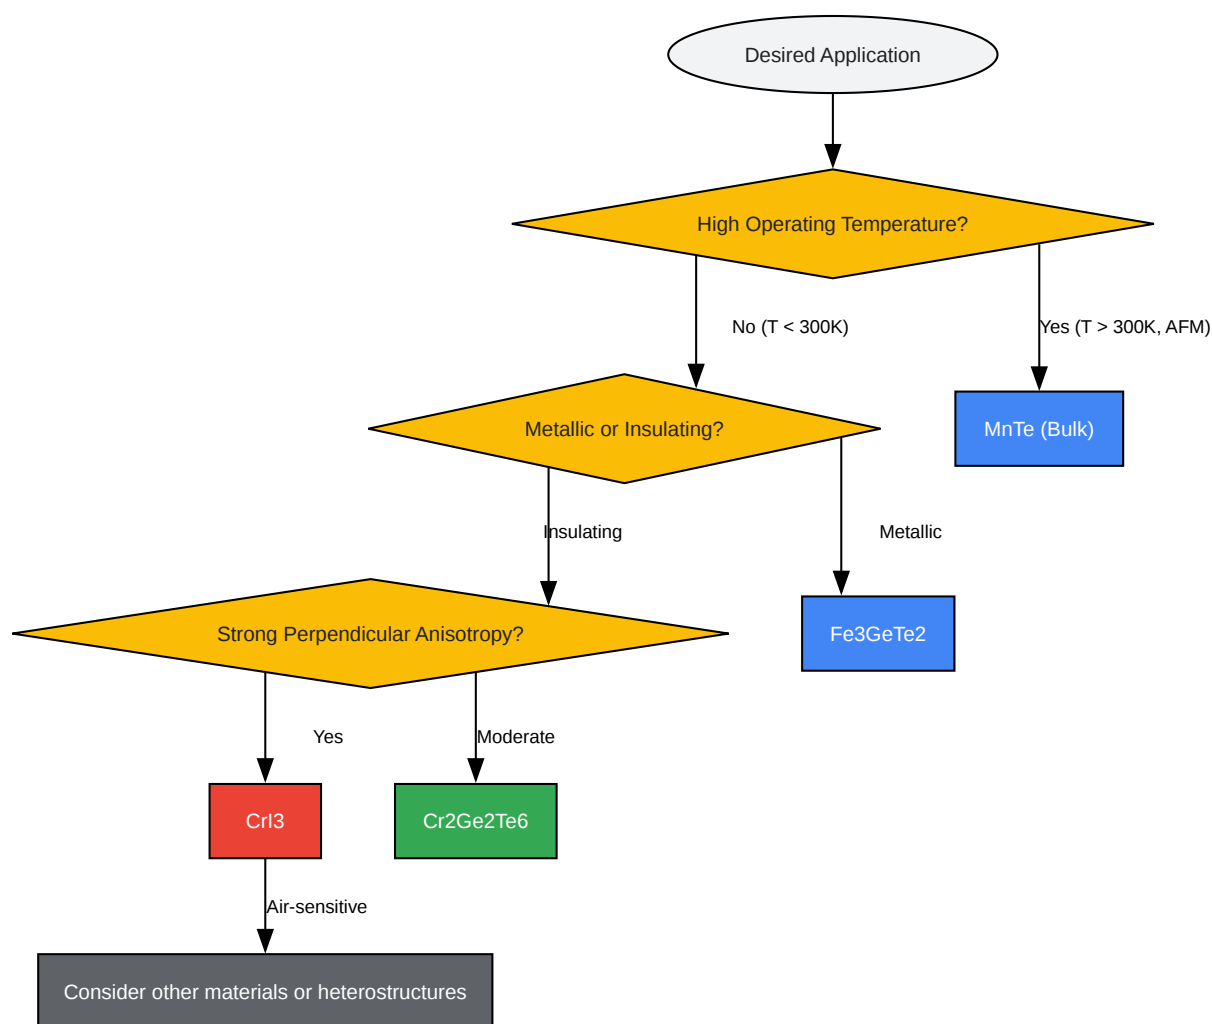 Desired Application
High Operating Temperature?
No (T < 300K)
Yes (T > 300K, AFM)
Metallic or Insulating?
MnTe (Bulk)
Insulating
Metallic
Strong Perpendicular Anisotropy?
Fe3GeTe2
Yes
Moderate
CrI3
Cr2Ge2Te6
Air-sensitive
Consider other materials or heterostructures